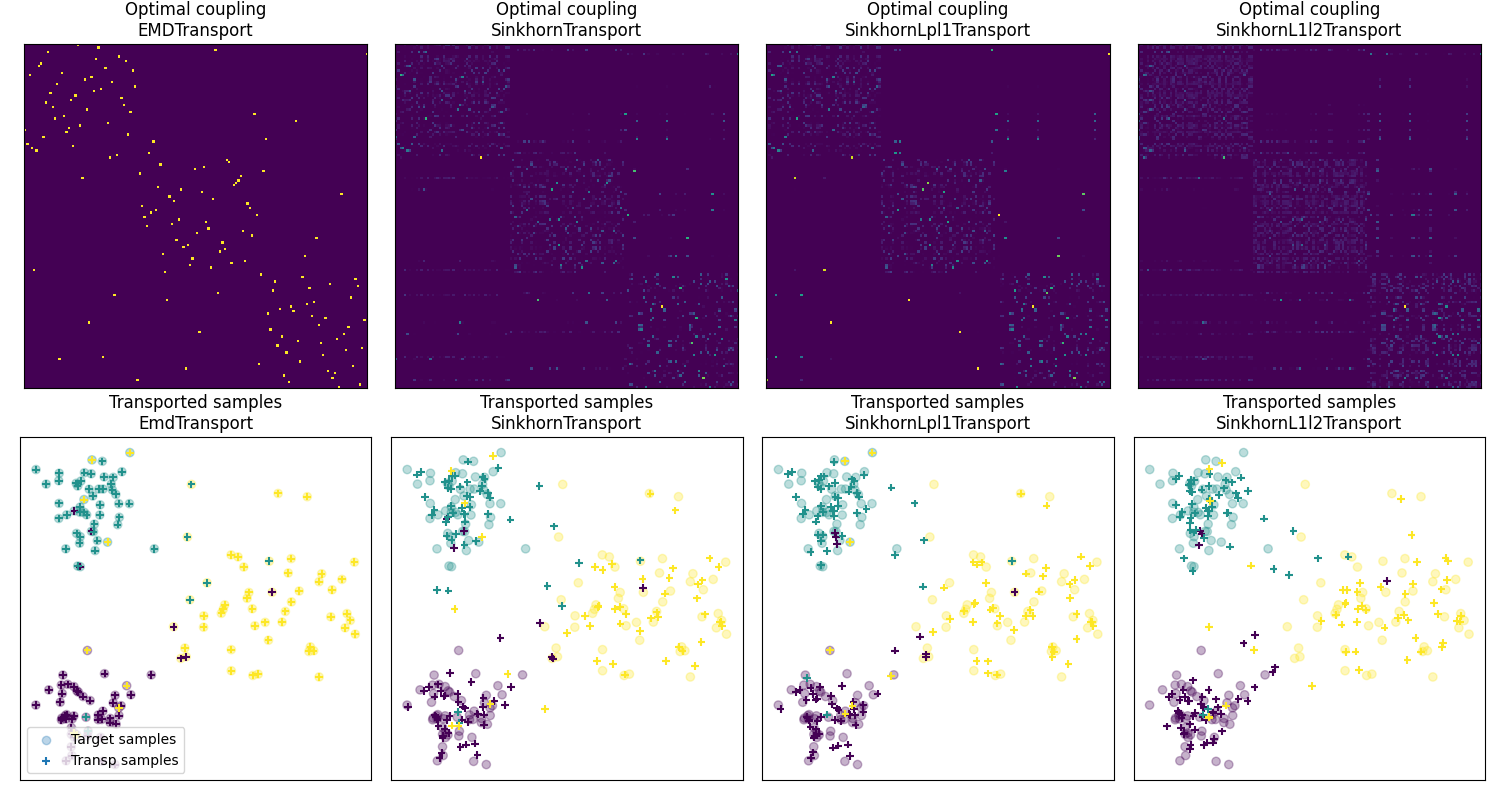 Optimal coupling
EMDTransport
Optimal coupling
SinkhornTransport
Optimal coupling
SinkhornLpl1Transport
Optimal coupling
SinkhornL1l2Transport
Transported samples
EmdTransport
Transported samples
SinkhornTransport
Transported samples
SinkhornLpl1Transport
Transported samples
SinkhornL1l2Transport
Target samples
Transp samples